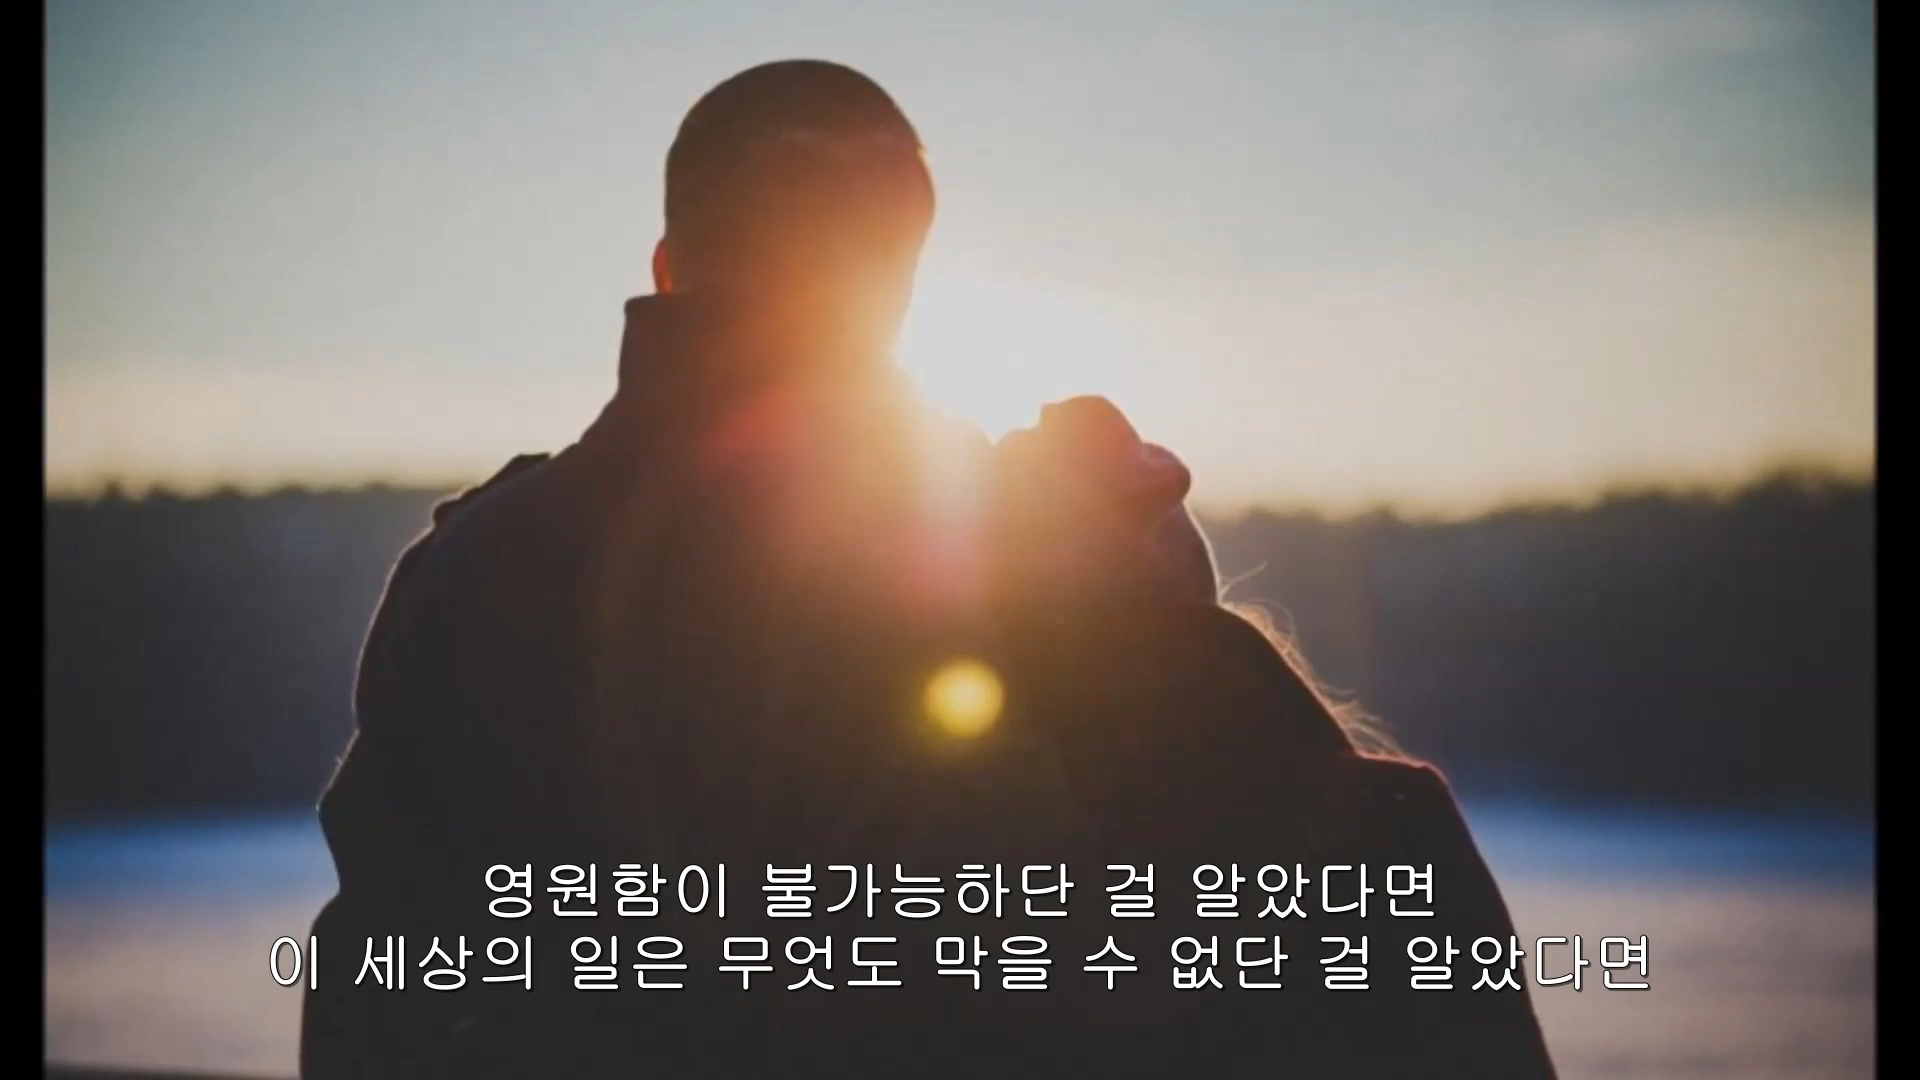 영원함이 불가능하단 걸 알았다면
이 세상의 일은 무엇도 막을 수 없단 걸 알았다면